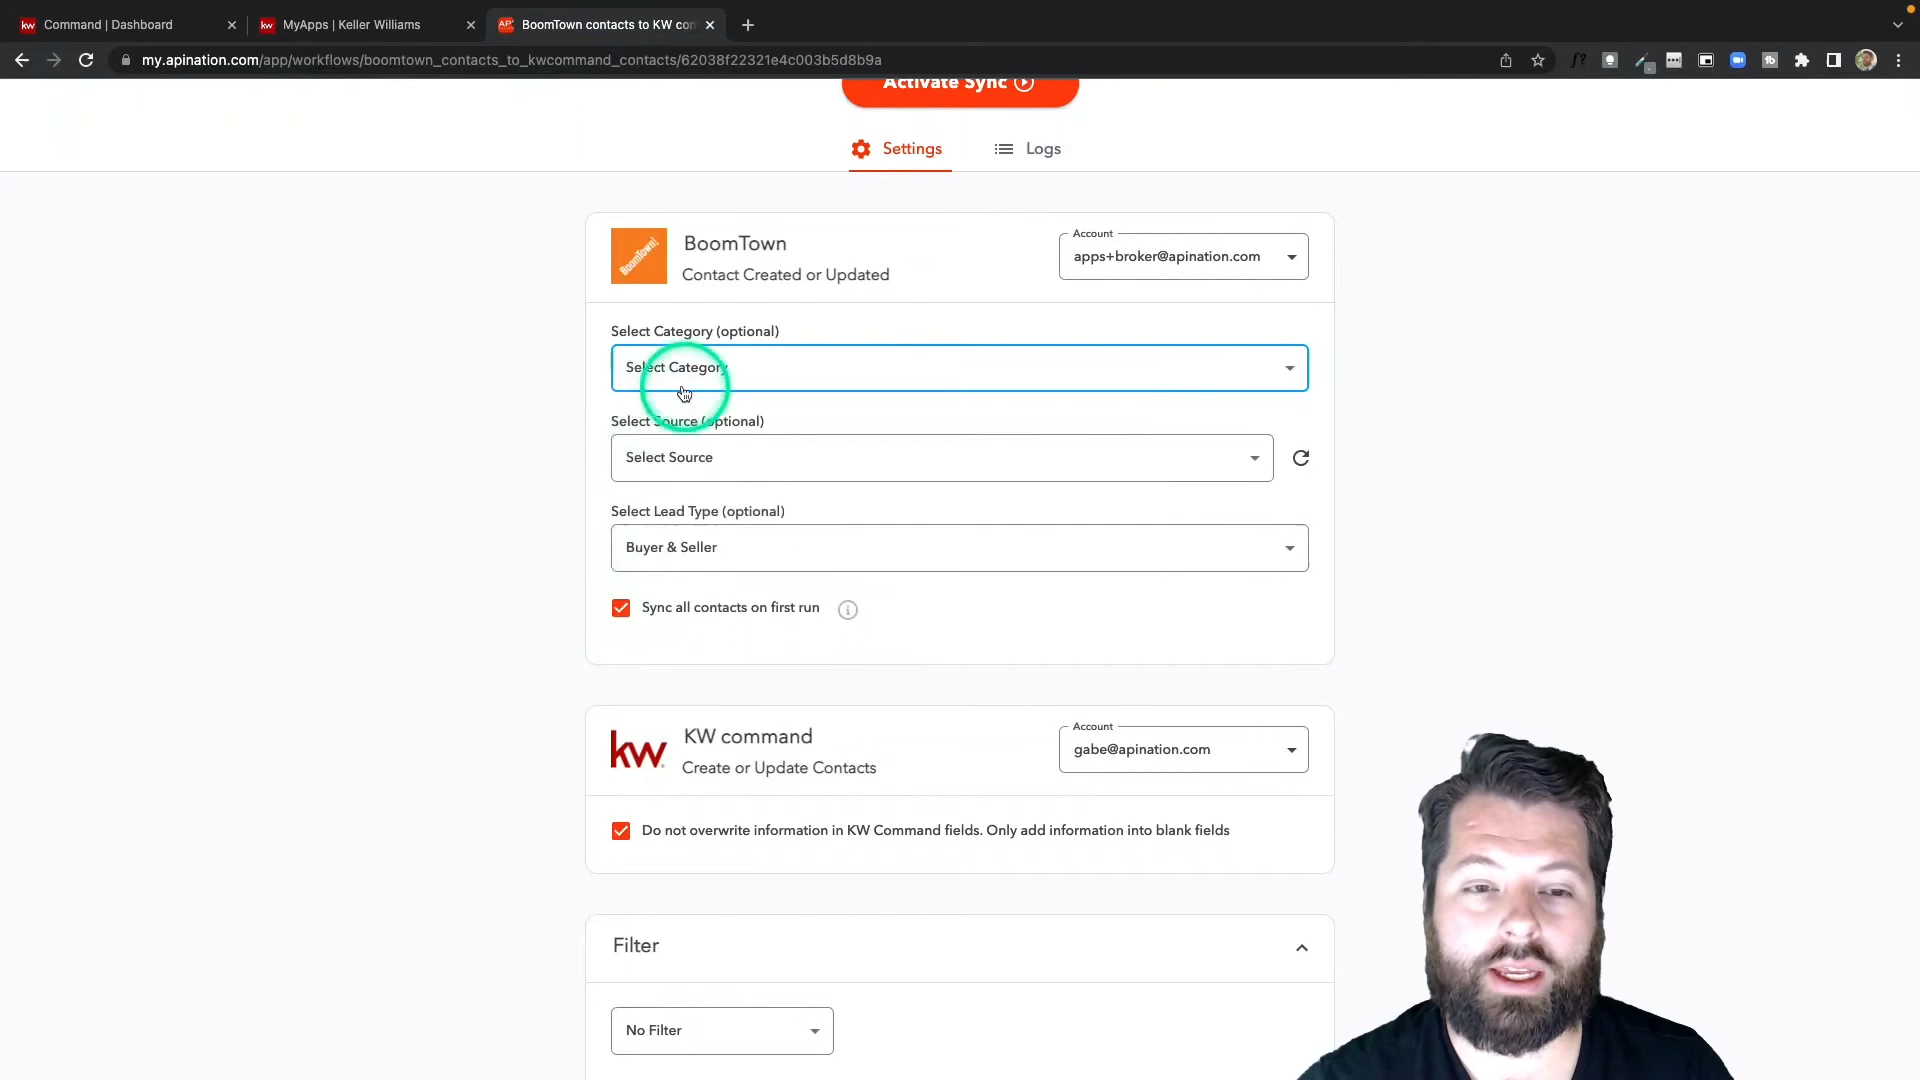 Command | Dashboard
MyApps | Keller Williams
BoomTown contacts to KW con
my.apination.com/app/workflows/boomtown_contacts_to_kwcommand_contacts/62038f22321e4c003b5d8b9a
Activate Sync
Settings
Logs
BoomTown!
BoomTown
Contact Created or Updated
Account
apps+broker@apination.com
Select Category (optional)
Select Category
Select Source (optional)
Select Source
Select Lead Type (optional)
Buyer & Seller
Sync all contacts on first run
kw
KW command
Create or Update Contacts
Account
gabe@apination.com
Do not overwrite information in KW Command fields. Only add information into blank fields
Filter
No Filter